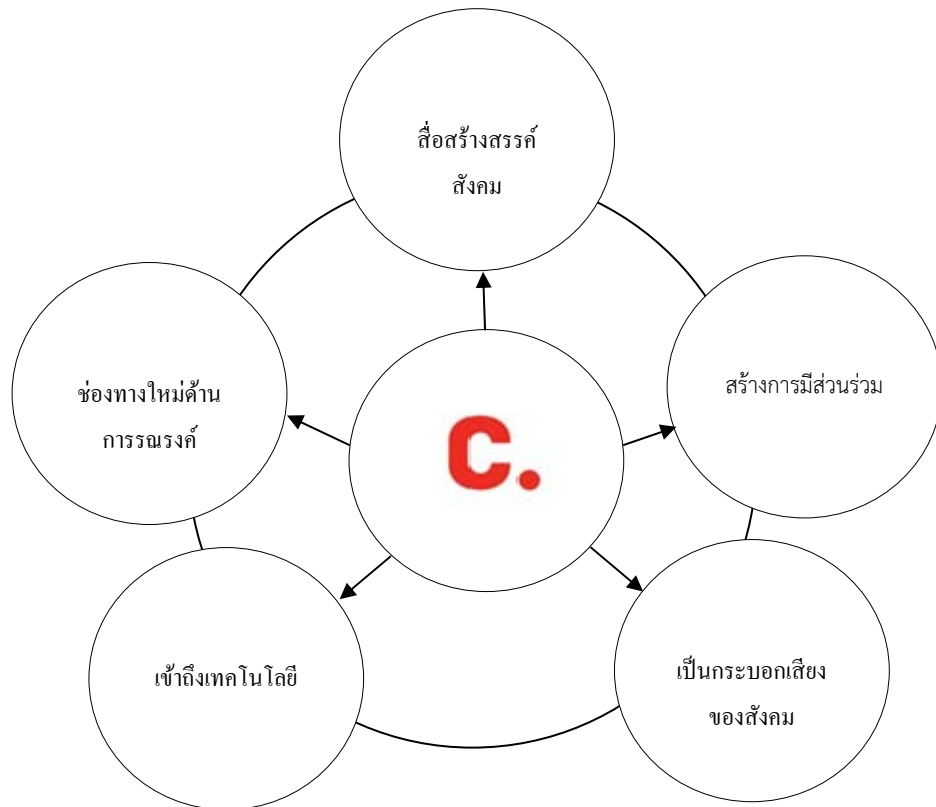 สื่อสร้างสรรค์
สังคม
ช่องทางใหม่ด้าน
การรณรงค์
สร้างการมีส่วนร่วม
C.
เข้าถึงเทคโนโลยี
เป็นกระบอกเสียง
ของสังคม